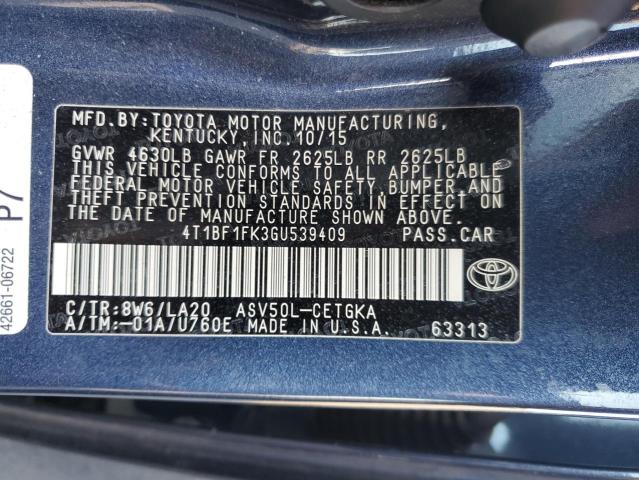 MFD. BY: TOYOTA MOTOR MANUFACTURING,
KENTUCKY, INC. 10/15
GVWR 4630LB GAWR FR 2625LB RR 2625LB
THIS VEHICLE CONFORMS TO ALL APPLICABLE
FEDERAL MOTOR VEHICLE SAFETY, BUMPER, AND
THEFT PREVENTION STANDARDS IN EFFECT ON
THE DATE OF MANUFACTURE SHOWN ABOVE.
4T1BF1FK3GU539409 PASS. CAR
C/TR: 8W6/LA20 ASV50L-CETGKA
A/TM: -01A/U760E MADE IN U.S.A. 63313
TOYOTA
42661-06722
P7